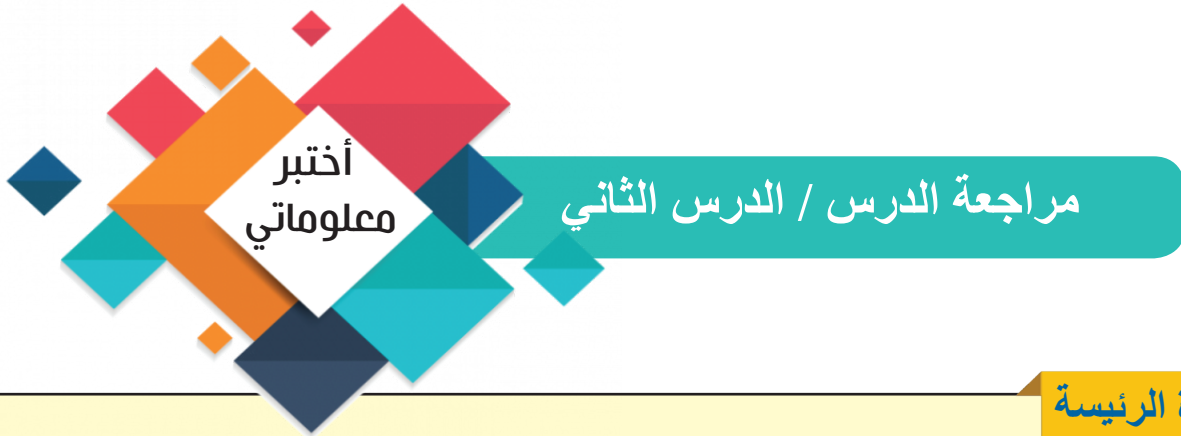 مراجعة الدرس / الدرس الثاني
أختبر
معلوماتي
الرئيسة